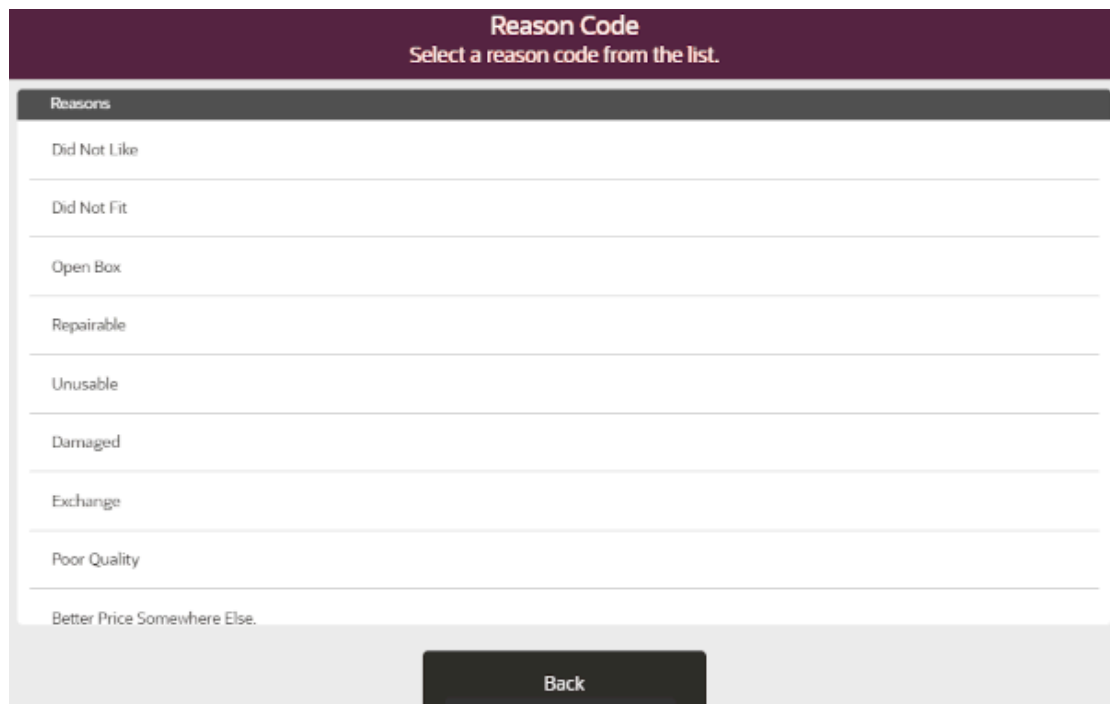 Reason Code
Select a reason code from the list.
Reasons
Did Not Like
Did Not Fit
Open Box
Repairable
Unusable
Damaged
Exchange
Poor Quality
Better Price Somewhere Else.
Back